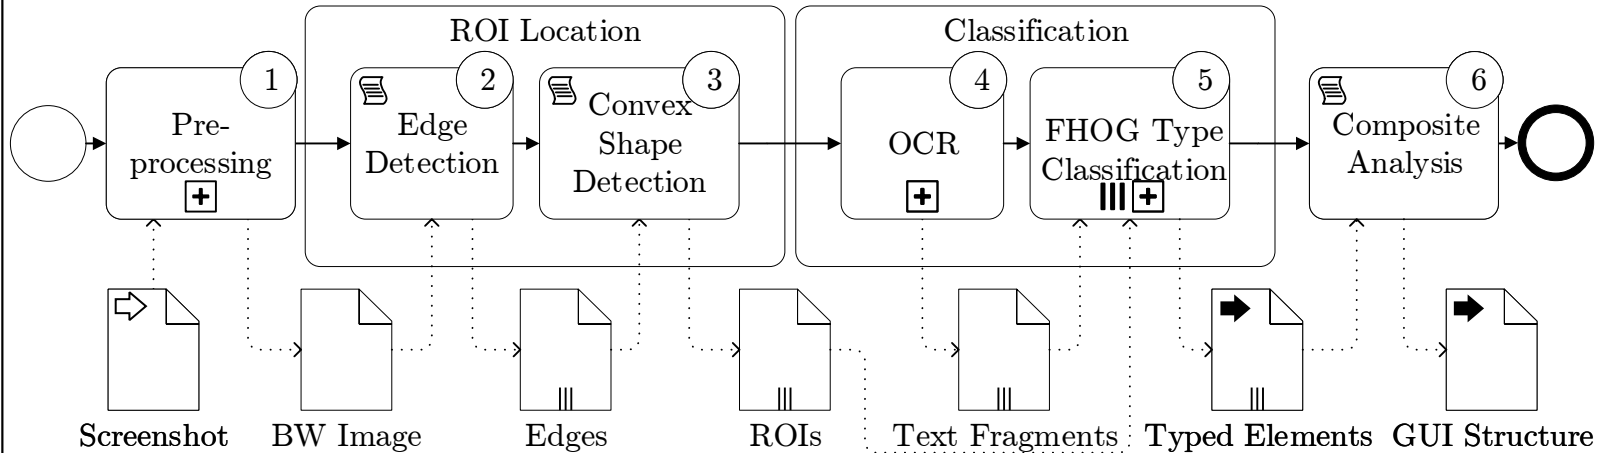 ROI Location
Classification
1
2
3
4
5
6
Pre-
processing
Edge
Detection
Convex
Shape
Detection
OCR
FHOG Type
Classification
Composite
Analysis
Screenshot
BW Image
Edges
ROIs
Text Fragments
Typed Elements
GUI Structure